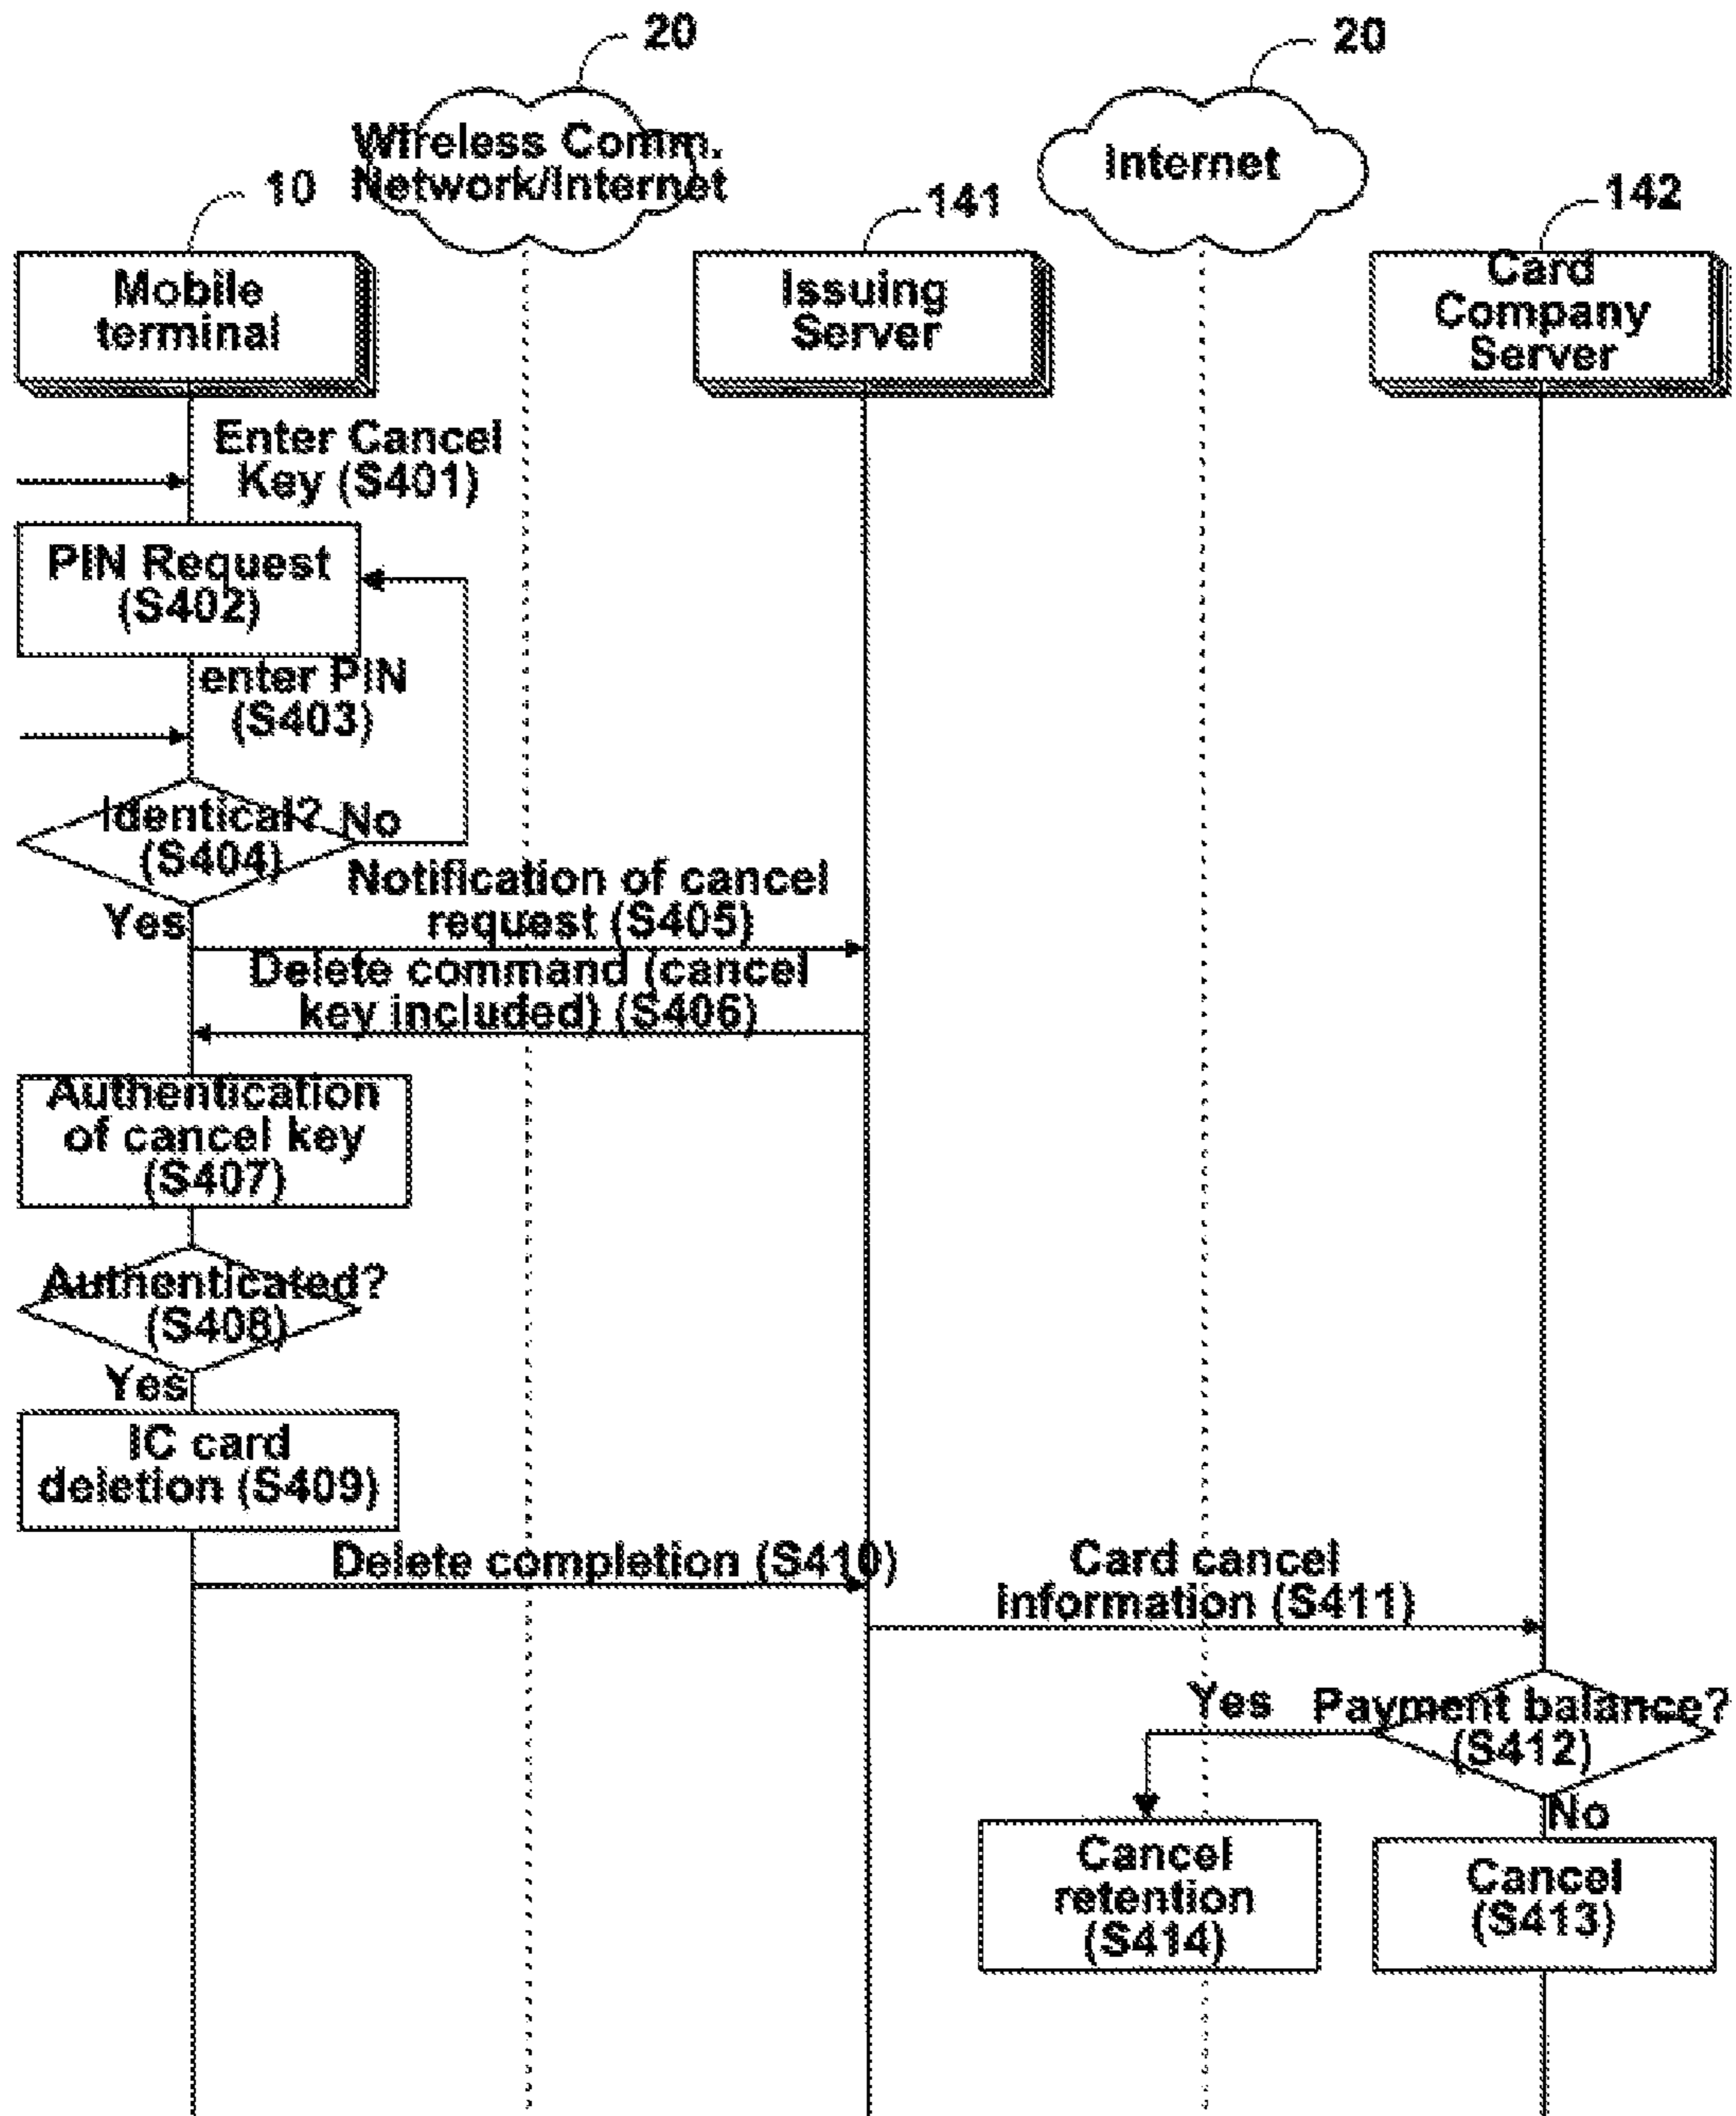 20
20
Wireless Comm.
Network/Internet
Internet
10
141
142
Mobile
terminal
Issuing
Server
Card
Company
Server
Enter Cancel
Key (S401)
PIN Request
(S402)
enter PIN
(S403)
Identical?
(S404)
No
Yes
Notification of cancel
request (S405)
Delete command (cancel
key included) (S406)
Authentication
of cancel key
(S407)
Authenticated?
(S408)
Yes
IC card
deletion (S409)
Delete completion (S410)
Card cancel
information (S411)
Yes
Payment balance?
(S412)
No
Cancel
retention
(S414)
Cancel
(S413)